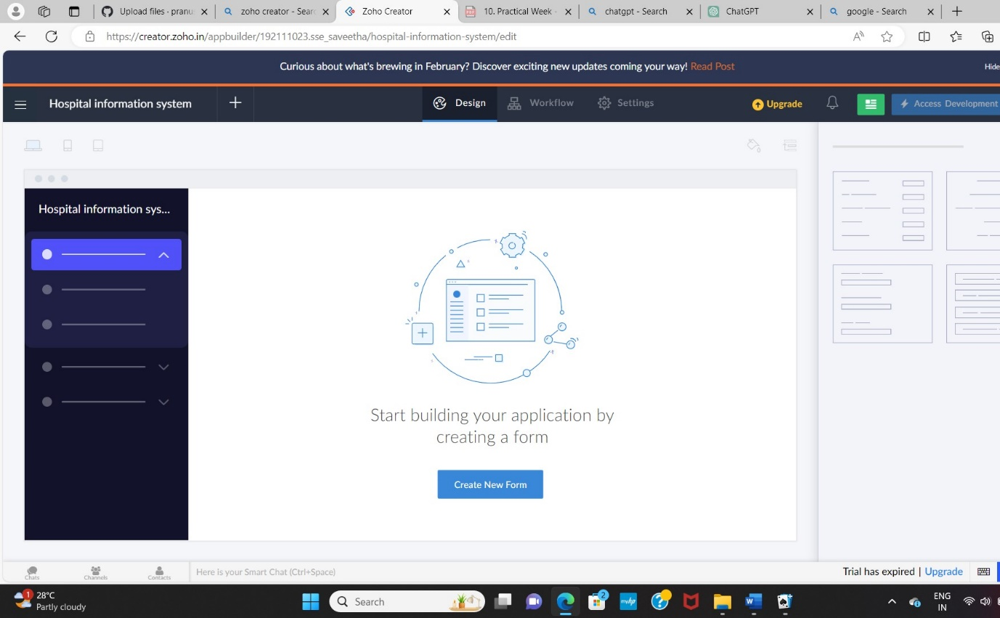 Upload files · pranu
zoho creator - Sear
Zoho Creator
10. Practical Week -
chatgpt - Search
ChatGPT
google - Search
https://creator.zoho.in/appbuilder/192111023.sse_saveetha/hospital-information-system/edit
Curious about what's brewing in February? Discover exciting new updates coming your way! Read Post
Hide
Hospital information system
Design
Workflow
Settings
Upgrade
Access Development
Hospital information sys...
Start building your application by
creating a form
Create New Form
Chats
Channels
Contacts
Here is your Smart Chat (Ctrl+Space)
Trial has expired | Upgrade
1
28°C
Partly cloudy
Search
2
myhp
ENG
IN